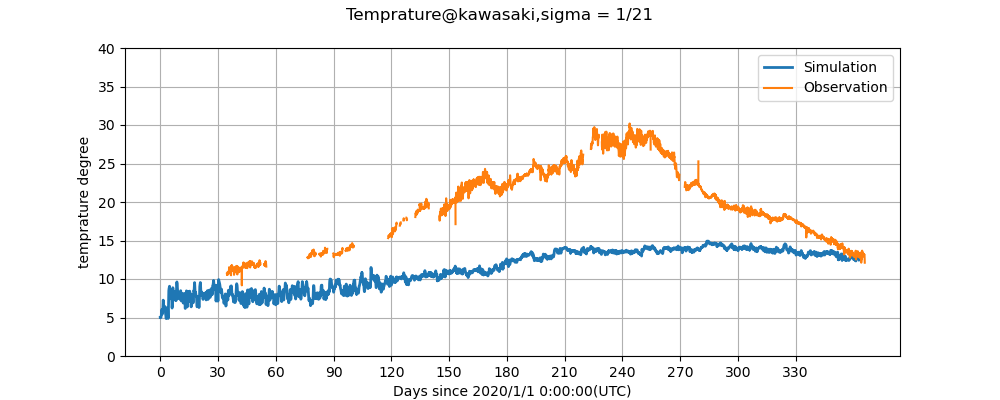 Temprature@kawasaki,sigma = 1/21
Simulation
Observation
temprature degree
40
35
30
25
20
15
10
5
0
0 30 60 90 120 150 180 210 240 270 300 330
Days since 2020/1/1 0:00:00(UTC)